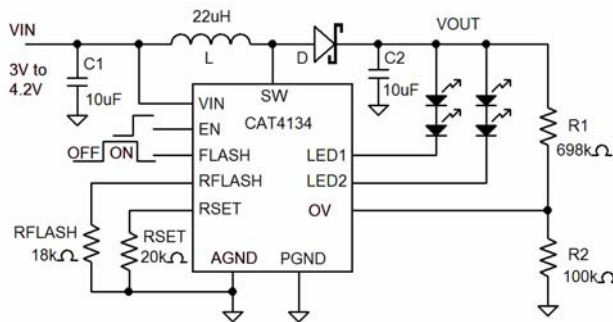 VIN
22uH
L
D
VOUT
3V to
4.2V
C1
10uF
C2
10uF
SW
VIN
CAT4134
EN
OFF ON
FLASH
LED1
RFLASH
LED2
RSET
OV
R1
698kΩ
RFLASH
18kΩ
RSET
20kΩ
AGND
PGND
R2
100kΩ